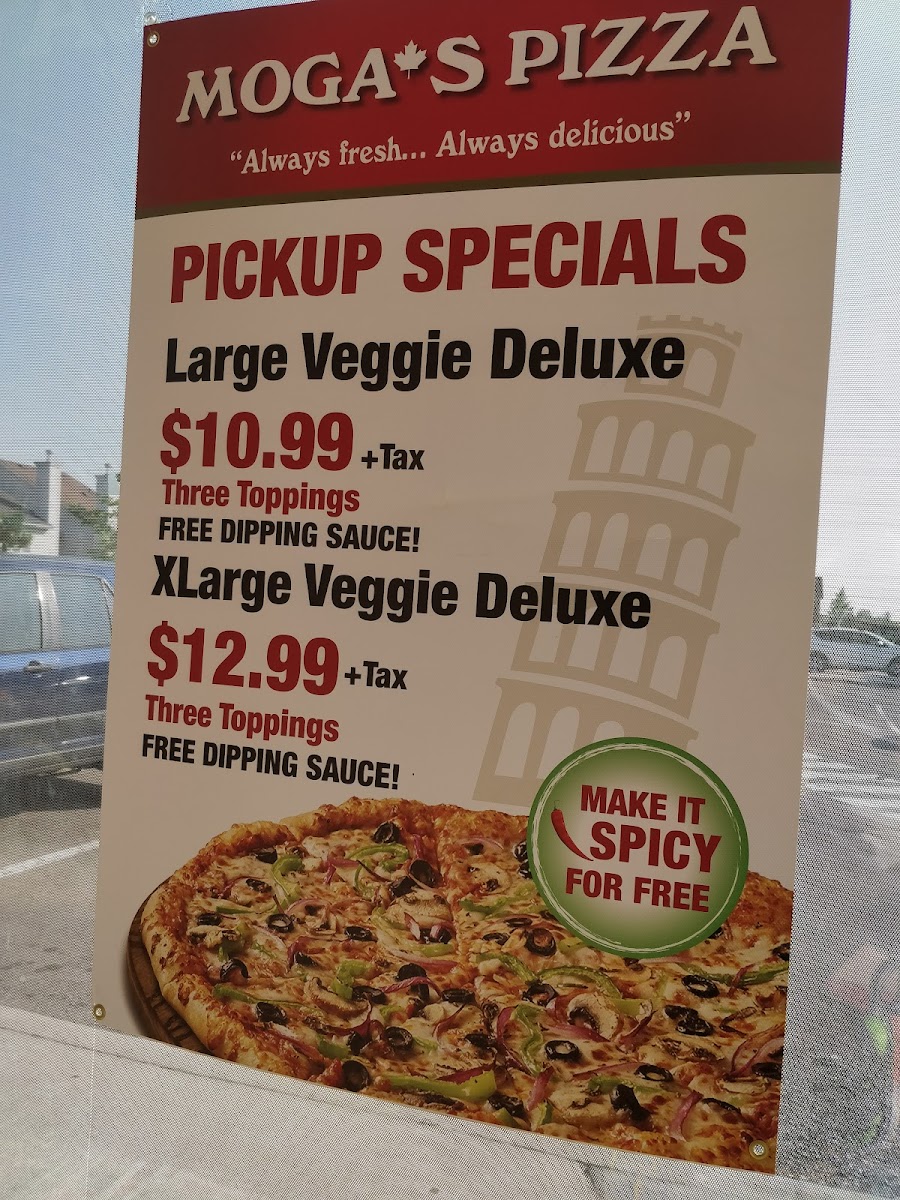 MOGA'S PIZZA
“Always fresh... Always delicious”
PICKUP SPECIALS
Large Veggie Deluxe
$10.99 +Tax
Three Toppings
FREE DIPPING SAUCE!
XLarge Veggie Deluxe
$12.99 +Tax
Three Toppings
FREE DIPPING SAUCE!
MAKE IT
SPICY
FOR FREE